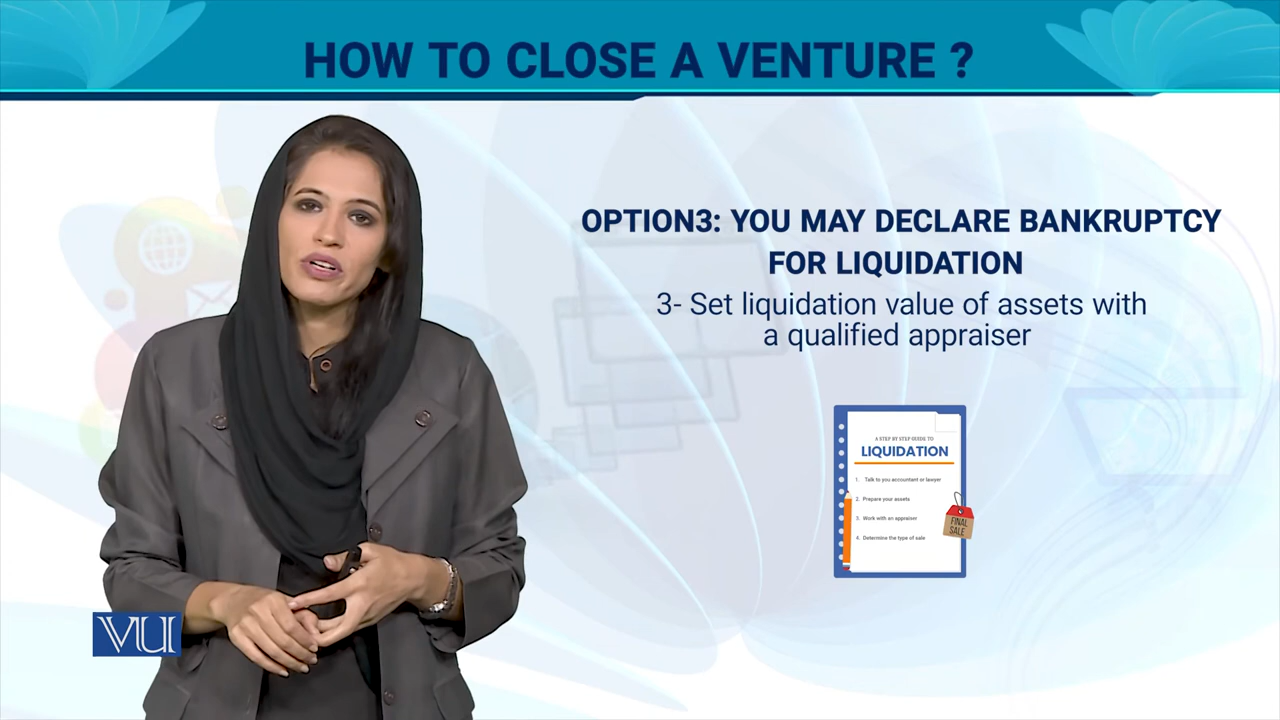 HOW TO CLOSE A VENTURE ?
OPTION3: YOU MAY DECLARE BANKRUPTCY
FOR LIQUIDATION
3- Set liquidation value of assets with
a qualified appraiser
A STEP BY STEP GUIDE TO
LIQUIDATION
1. Talk to you accountant or lawyer
2. Prepare your assets
3. Work with an appraiser
4. Determine the type of sale
FINAL
SALE
VU